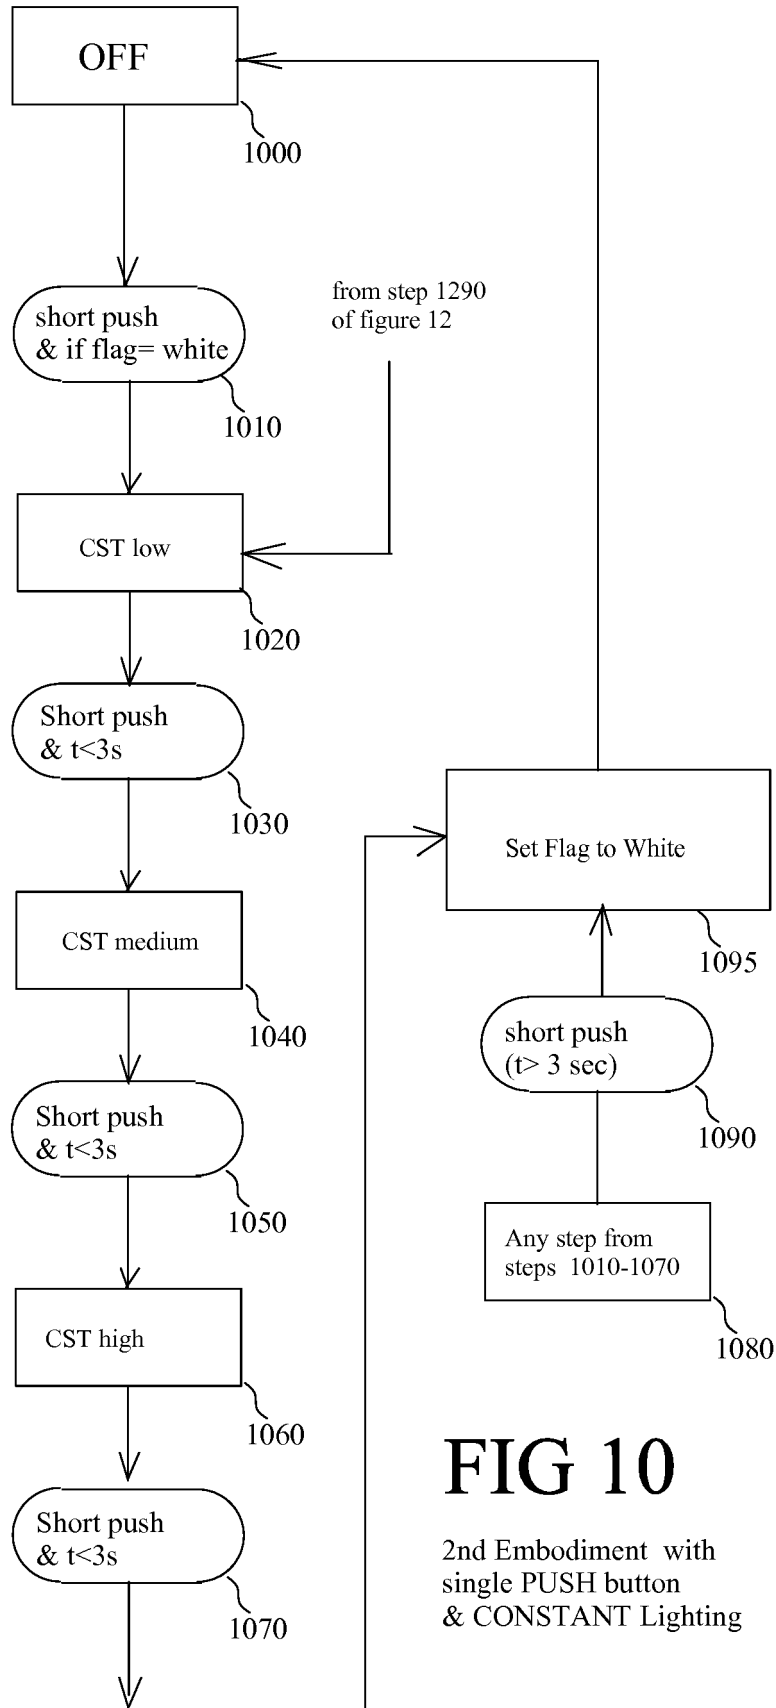 OFF
1000
short push
& if flag= white
1010
from step 1290
of figure 12
CST low
1020
Short push
& t<3s
1030
CST medium
1040
Short push
& t<3s
1050
CST high
1060
Short push
& t<3s
1070
Set Flag to White
1095
short push
(t> 3 sec)
1090
Any step from
steps 1010-1070
1080
FIG 10
2nd Embodiment with
single PUSH button
& CONSTANT Lighting